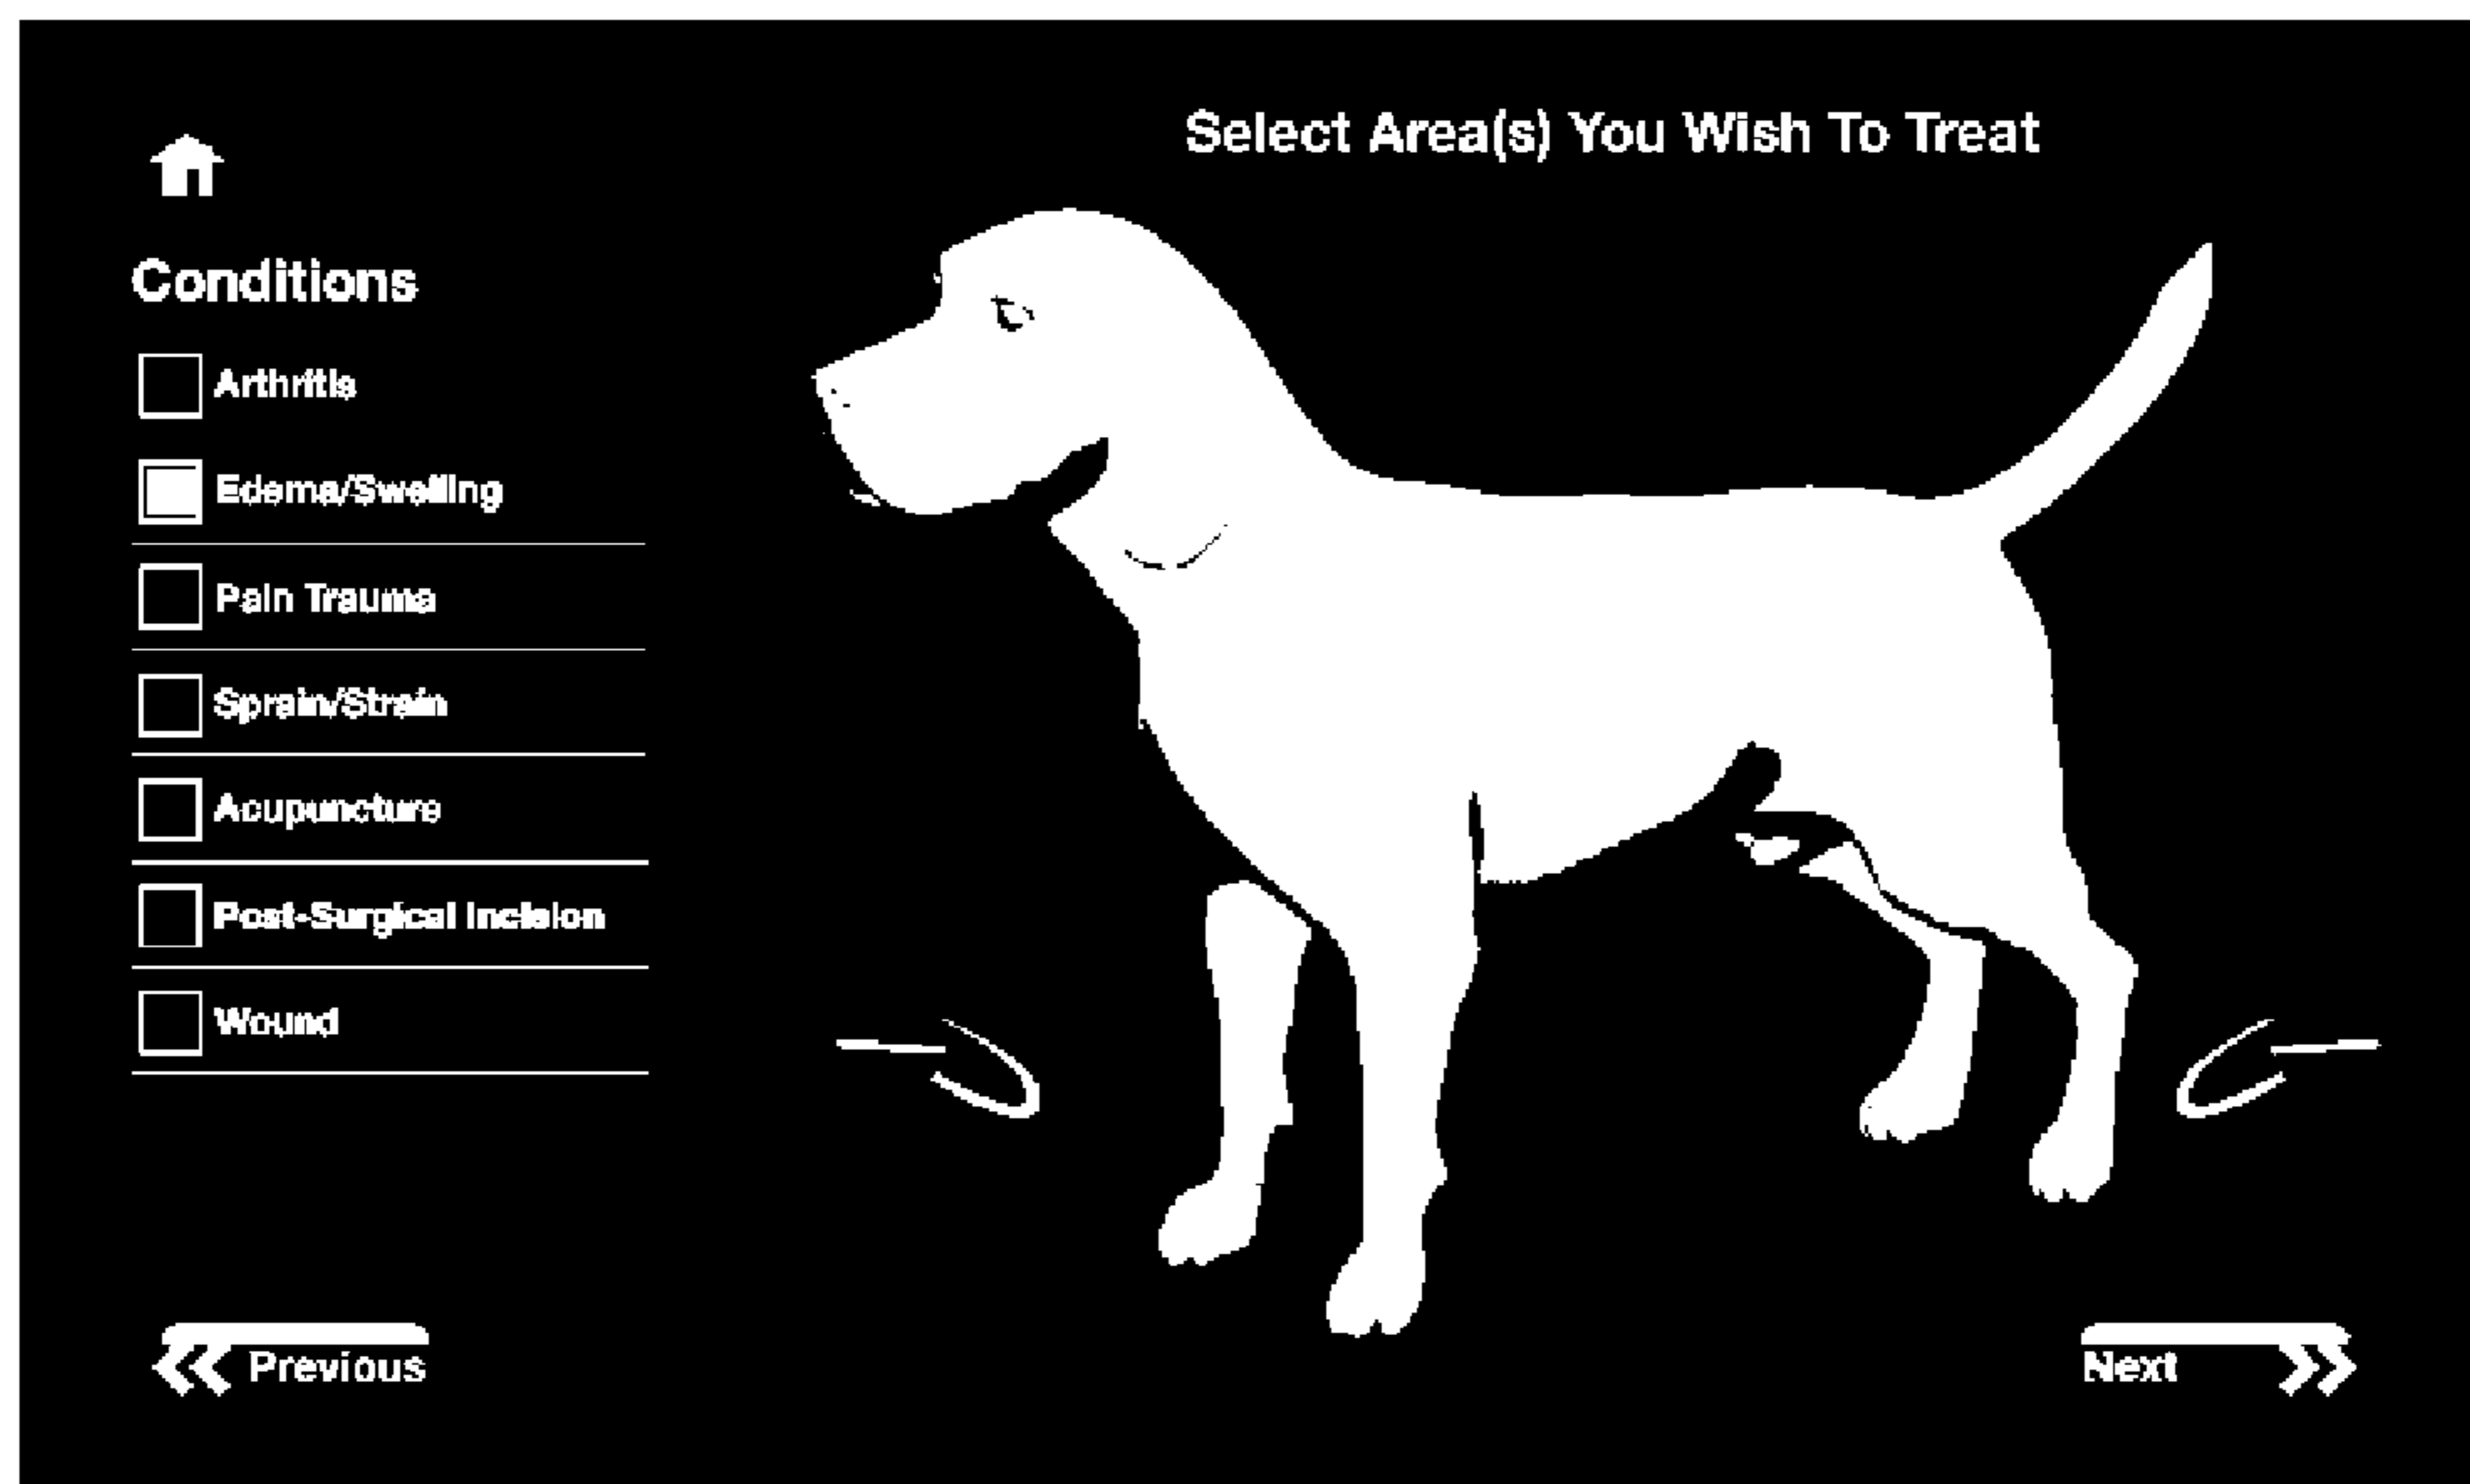 Select Area(s) You Wish To Treat
Conditions
Arthritis
Edema/Swelling
Pain Trauma
Sprain/Strain
Acupuncture
Post-Surgical Incision
Wound
Previous
Next